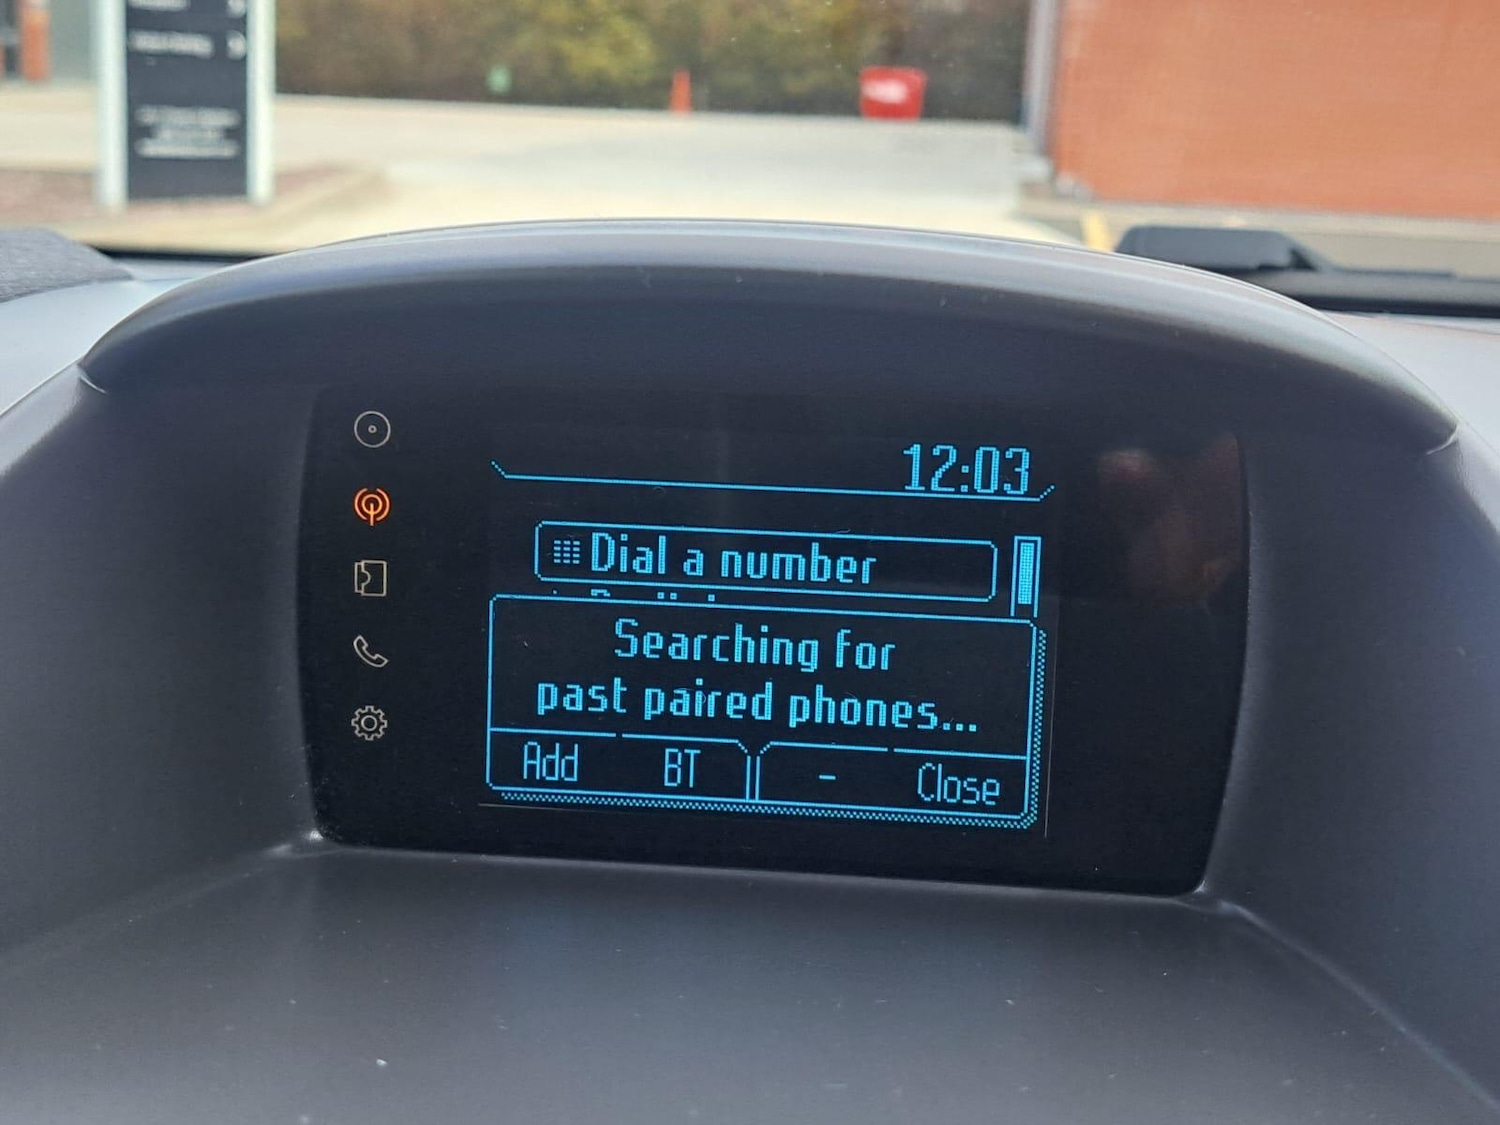 12:03
Dial a number
Searching for
past paired phones...
Add BT - Close